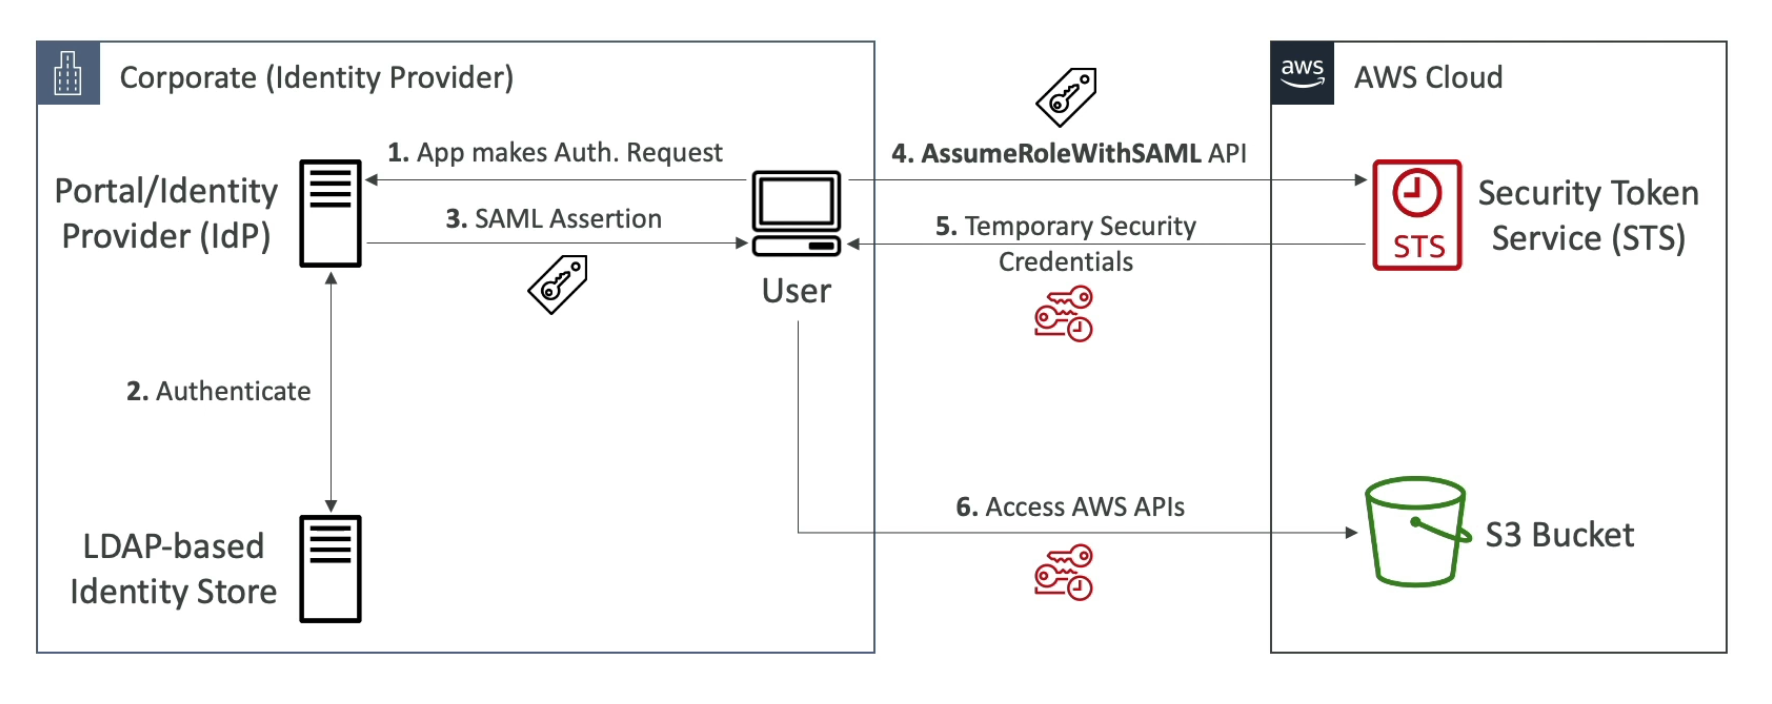 Corporate (Identity Provider)
aws
AWS Cloud
1. App makes Auth. Request
4. AssumeRoleWithSAML API
Portal/Identity
Provider (IdP)
3. SAML Assertion
5. Temporary Security
Credentials
STS
Security Token
Service (STS)
User
2. Authenticate
6. Access AWS APIs
LDAP-based
Identity Store
S3 Bucket